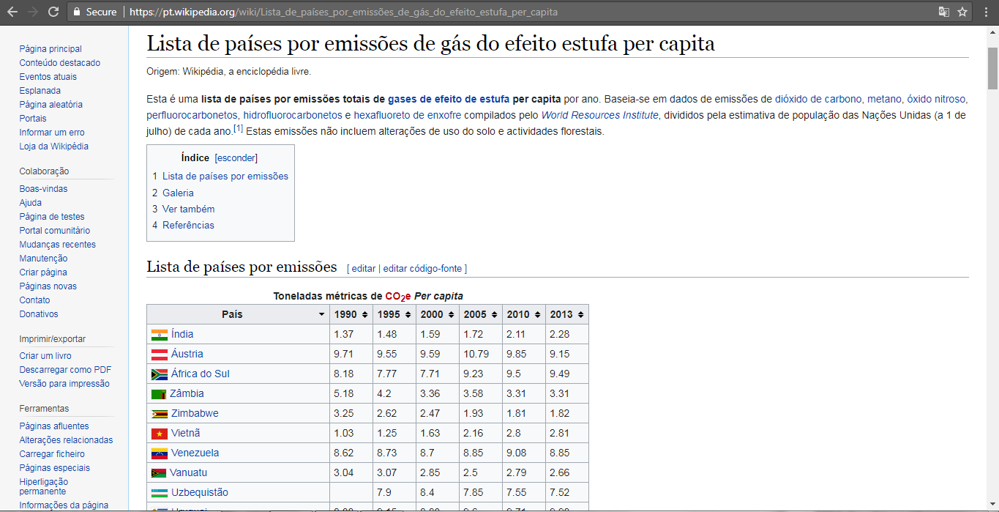 Secure | https://pt.wikipedia.org/wiki/Lista_de_países_por_emissões_de_gás_do_efeito_estufa_per_capita
Página principal
Conteúdo destacado
Eventos atuais
Esplanada
Página aleatória
Portais
Informar um erro
Loja da Wikipédia
Colaboração
Boas-vindas
Ajuda
Página de testes
Portal comunitário
Mudanças recentes
Manutenção
Criar página
Páginas novas
Contato
Donativos
Imprimir/exportar
Criar um livro
Descarregar como PDF
Versão para impressão
Ferramentas
Páginas afluentes
Alterações relacionadas
Carregar ficheiro
Páginas especiais
Hiperligação
permanente
Informações da página
Lista de países por emissões de gás do efeito estufa per capita
Origem: Wikipédia, a enciclopédia livre.
Esta é uma lista de países por emissões totais de gases de efeito de estufa per capita por ano. Baseia-se em dados de emissões de dióxido de carbono, metano, óxido nitroso,
perfluorocarbonetos, hidrofluorocarbonetos e hexafluoreto de enxofre compilados pelo World Resources Institute, divididos pela estimativa de população das Nações Unidas (a 1 de
julho) de cada ano.[1] Estas emissões não incluem alterações de uso do solo e actividades florestais.
Índice [esconder]
1 Lista de países por emissões
2 Galeria
3 Ver também
4 Referências
Lista de países por emissões [ editar | editar código-fonte ]
Toneladas métricas de CO2e Per capita
País 1990 1995 2000 2005 2010 2013
Índia 1.37 1.48 1.59 1.72 2.11 2.28
Áustria 9.71 9.55 9.59 10.79 9.85 9.15
África do Sul 8.18 7.77 7.71 9.23 9.5 9.49
Zâmbia 5.18 4.2 3.36 3.58 3.31 3.31
Zimbabwe 3.25 2.62 2.47 1.93 1.81 1.82
Vietnã 1.03 1.25 1.63 2.16 2.8 2.81
Venezuela 8.62 8.73 8.7 8.85 9.08 8.85
Vanuatu 3.04 3.07 2.85 2.5 2.79 2.66
Uzbequistão 7.9 8.4 7.85 7.55 7.52